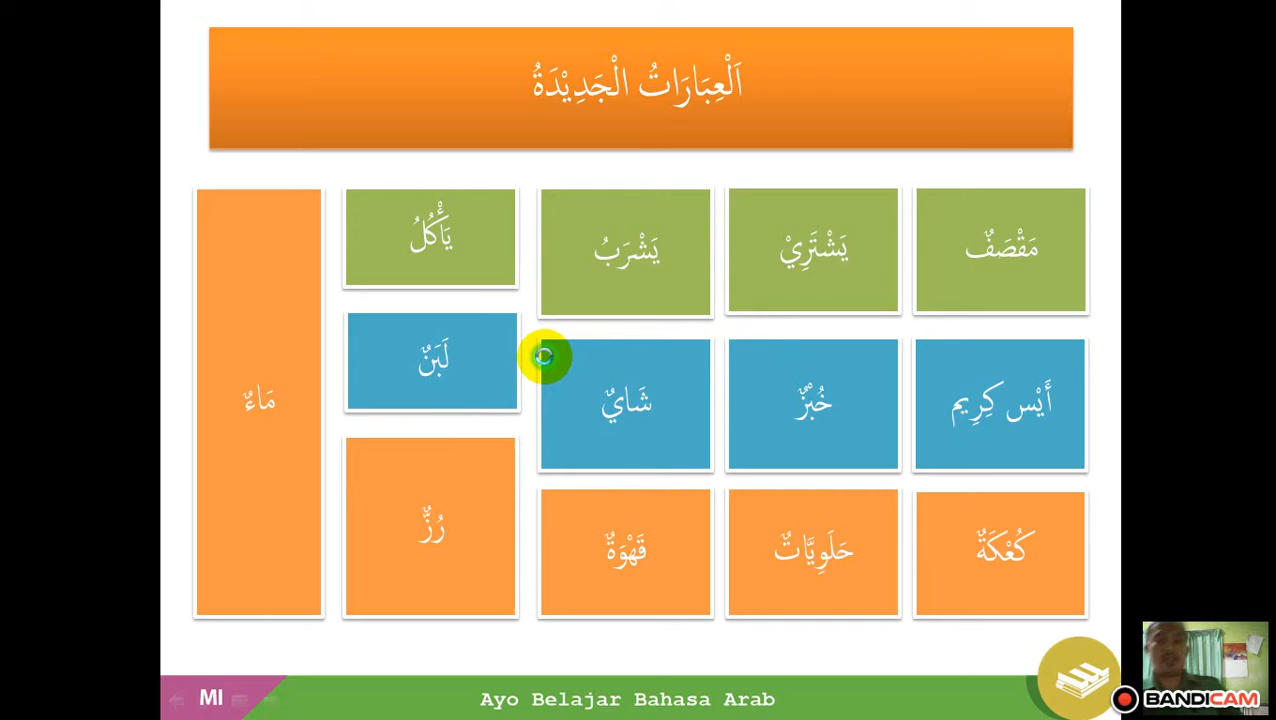 اَلْعِبَارَاتُ الْجَدِيْدَةُ
مَقْصَفٌ
يَشْتَرِيْ
يَشْرَبُ
يَأْكُلُ
أَيْس كِرِيم
خُبْزٌ
شَايٌ
لَبَنٌ
مَاءٌ
كُعْكَةٌ
حَلَوِيَّاتٌ
قَهْوَةٌ
رُزٌّ
MI
Ayo Belajar Bahasa Arab
BANDICAM